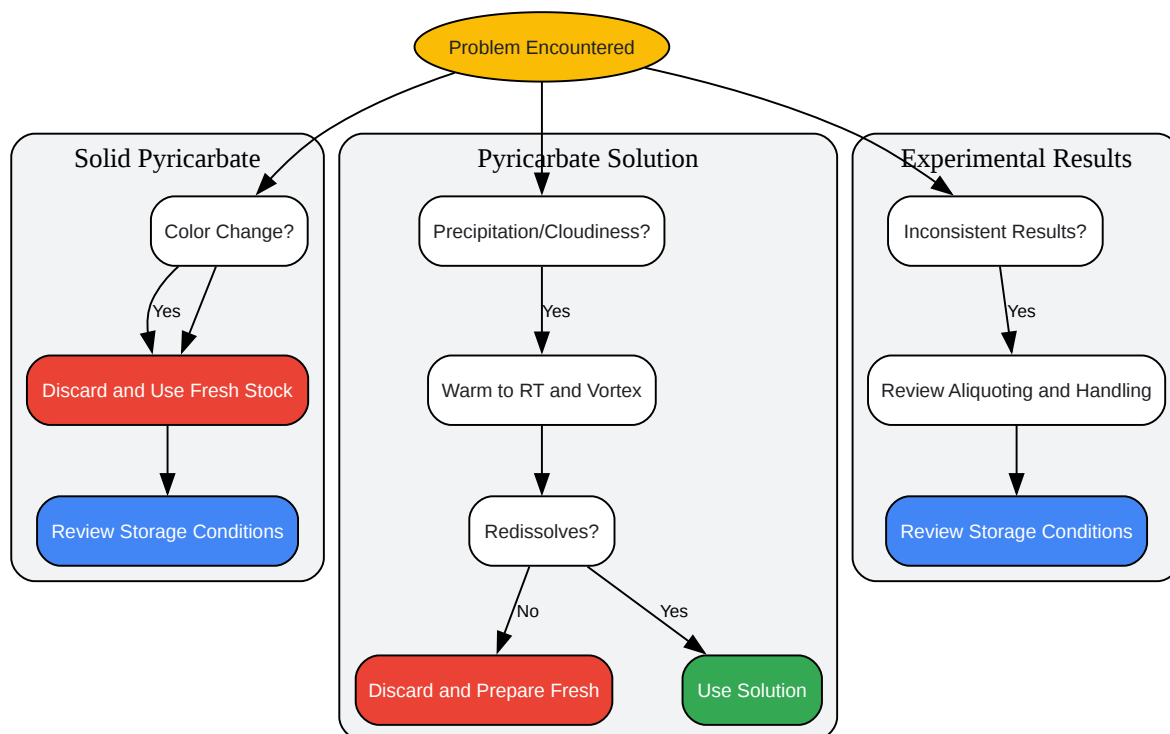 Problem Encountered
Solid Pyricarbate
Pyricarbate Solution
Experimental Results
Color Change?
Precipitation/Cloudiness?
Inconsistent Results?
Yes
Yes
Yes
Discard and Use Fresh Stock
Warm to RT and Vortex
Review Aliquoting and Handling
Review Storage Conditions
Redissolves?
Review Storage Conditions
No
Yes
Discard and Prepare Fresh
Use Solution